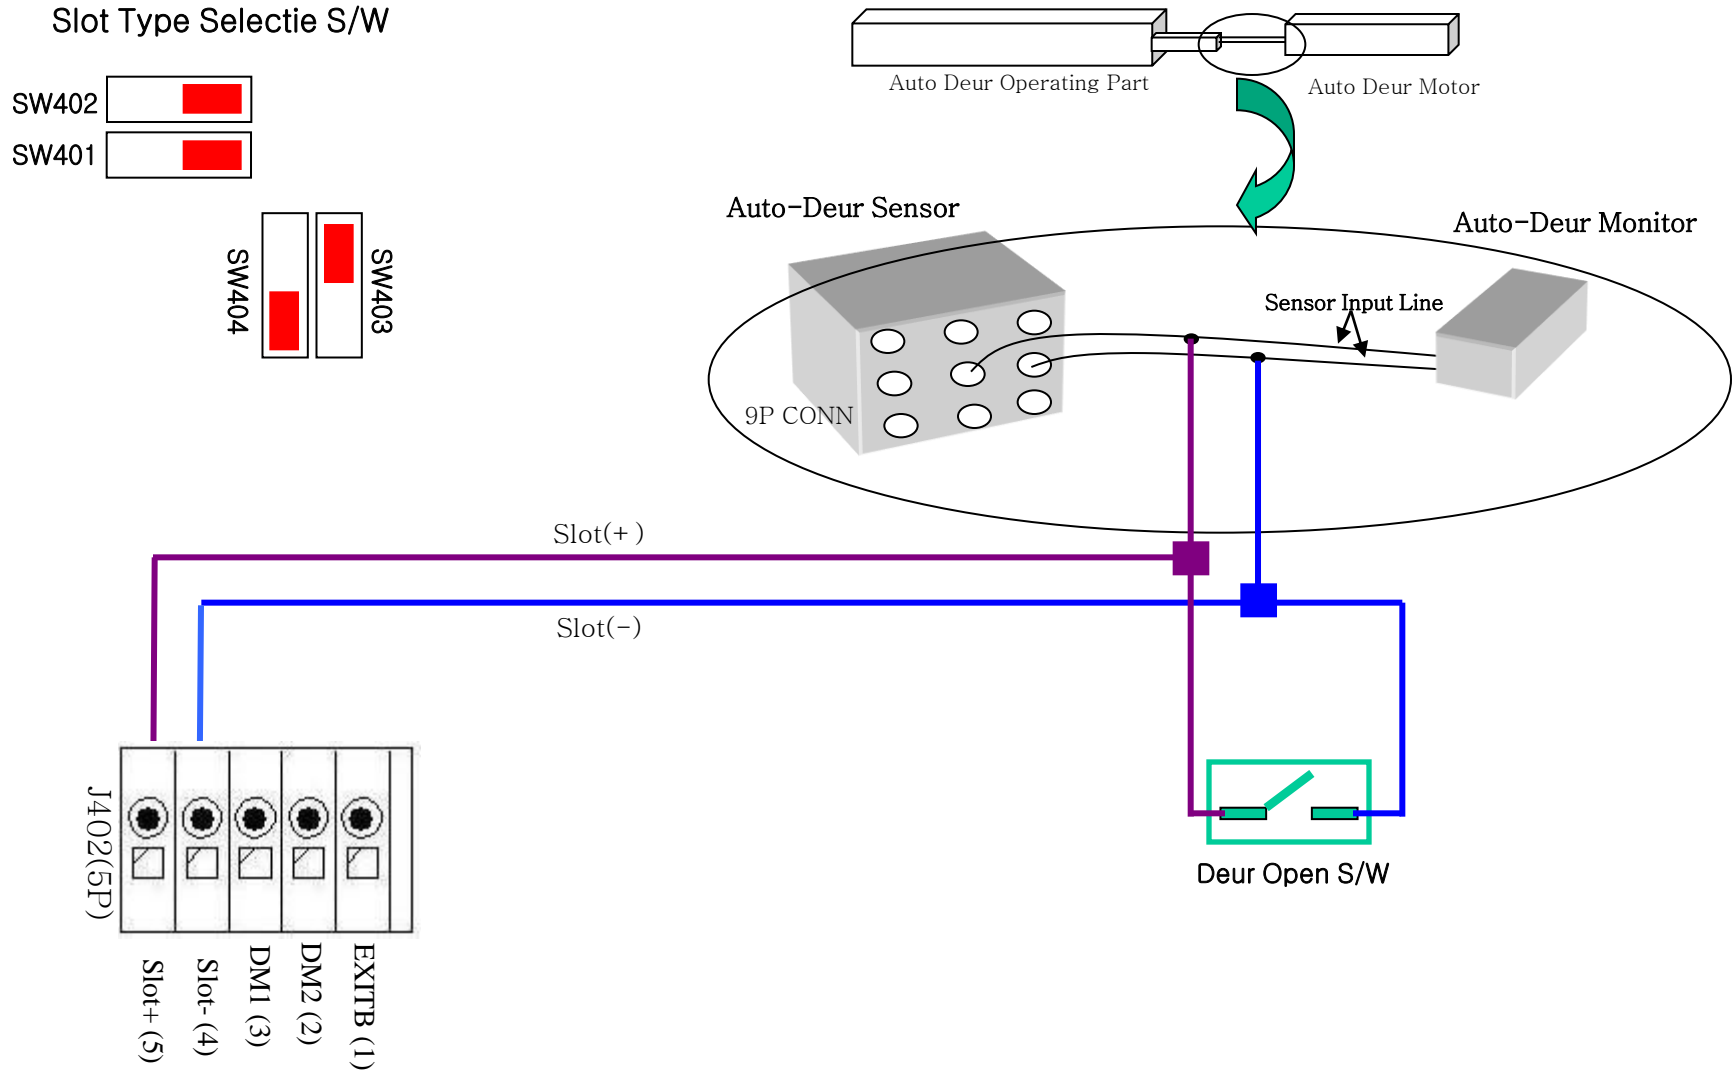 Slot Type Selectie S/W
SW402
SW401
SW404
SW403
Auto Deur Operating Part
Auto Deur Motor
Auto-Deur Sensor
Auto-Deur Monitor
Sensor Input Line
9P CONN
Slot(+)
Slot(-)
Deur Open S/W
J402(5P)
Slot+ (5)
Slot- (4)
DM1 (3)
DM2 (2)
EXITB (1)